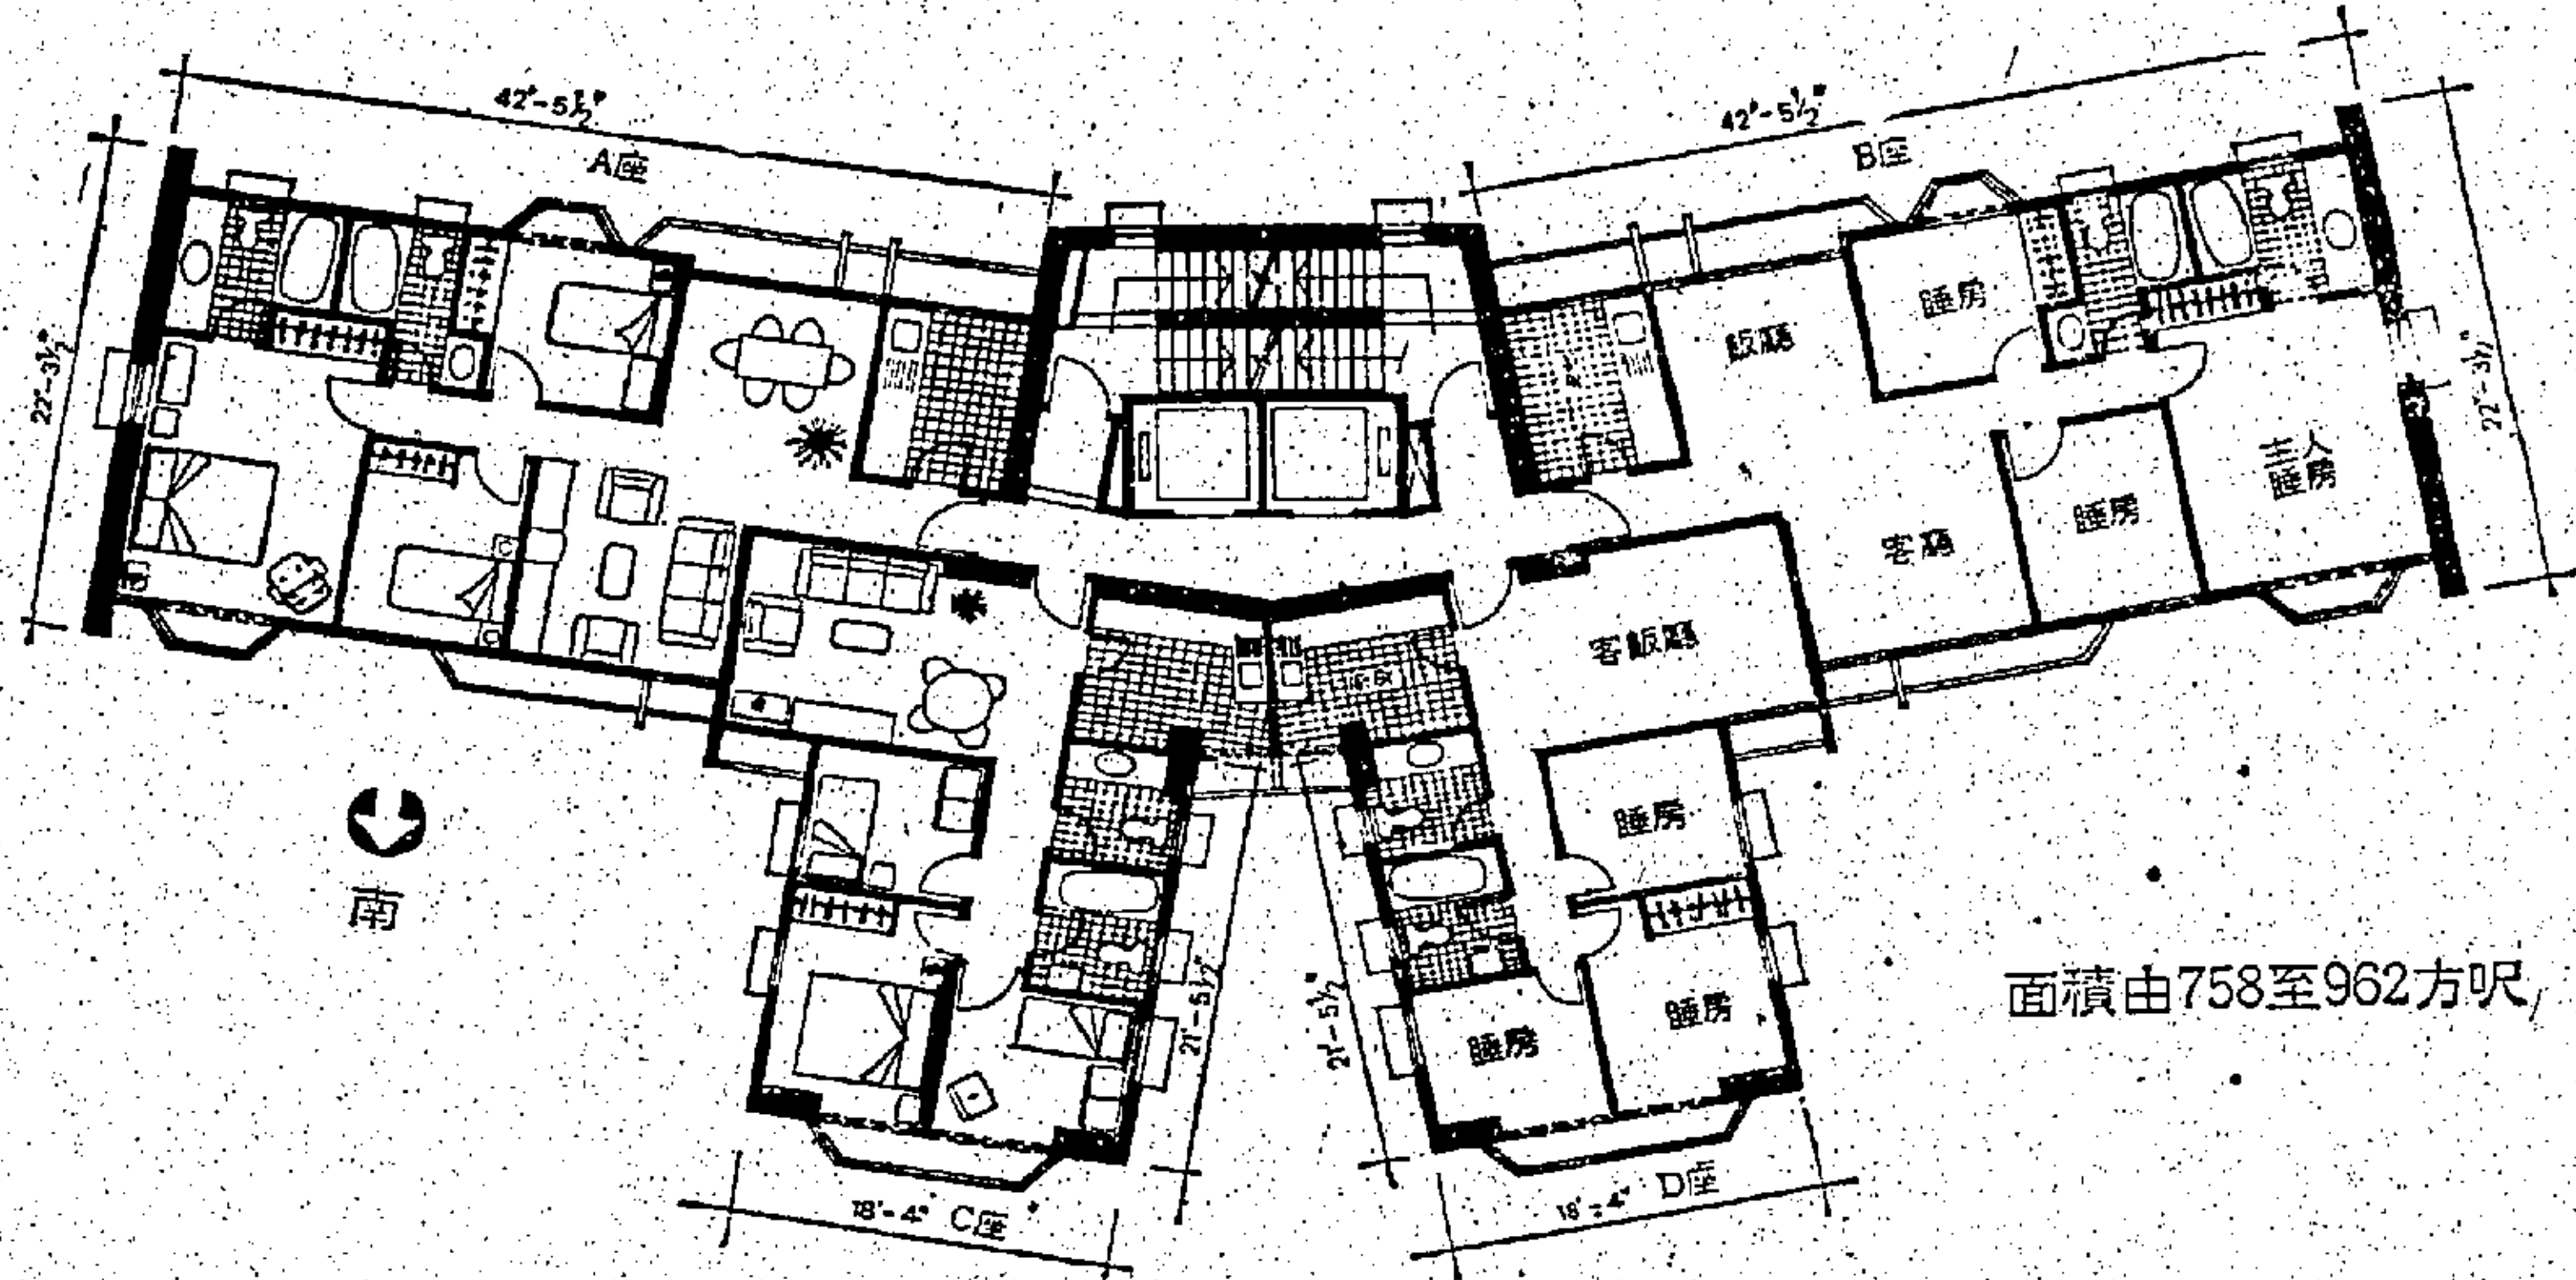 42'-5½"
A座
42'-5½"
B座
22'-3½"
22'-3½"
飯廳
睡房
主人
睡房
睡房
客廳
客飯廳
睡房
睡房
睡房
南
面積由758至962方呎
21'-5½"
21'-5½"
18'-4" C座
18'-4" D座